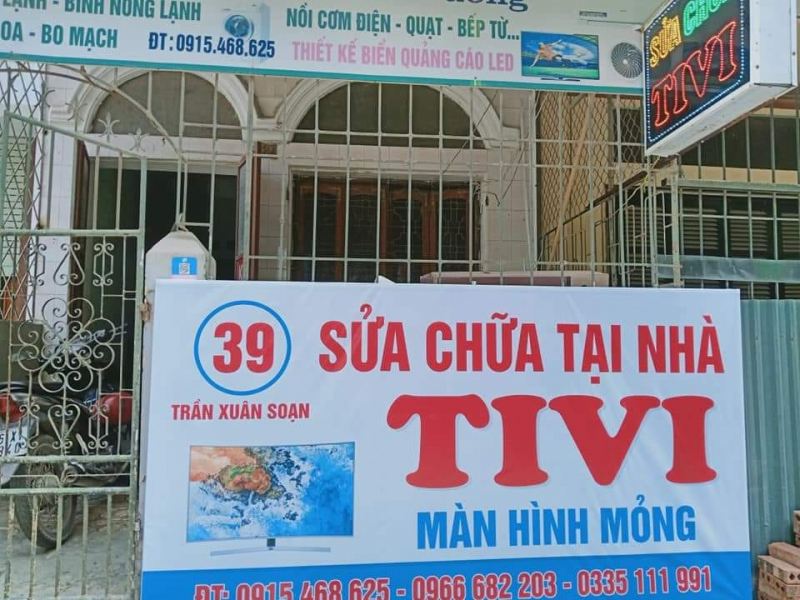 LẠNH - BÌNH NÓNG LẠNH
NỒI CƠM ĐIỆN - QUẠT - BẾP TỪ...
OA - BO MẠCH
ĐT: 0915.468.625
THIẾT KẾ BIỂN QUẢNG CÁO LED
SỬA CHỮA
TIVI
39
TRẦN XUÂN SOẠN
SỬA CHỮA TẠI NHÀ
TIVI
MÀN HÌNH MỎNG
ĐT: 0915 468 625 - 0966 682 203 - 0335 111 991